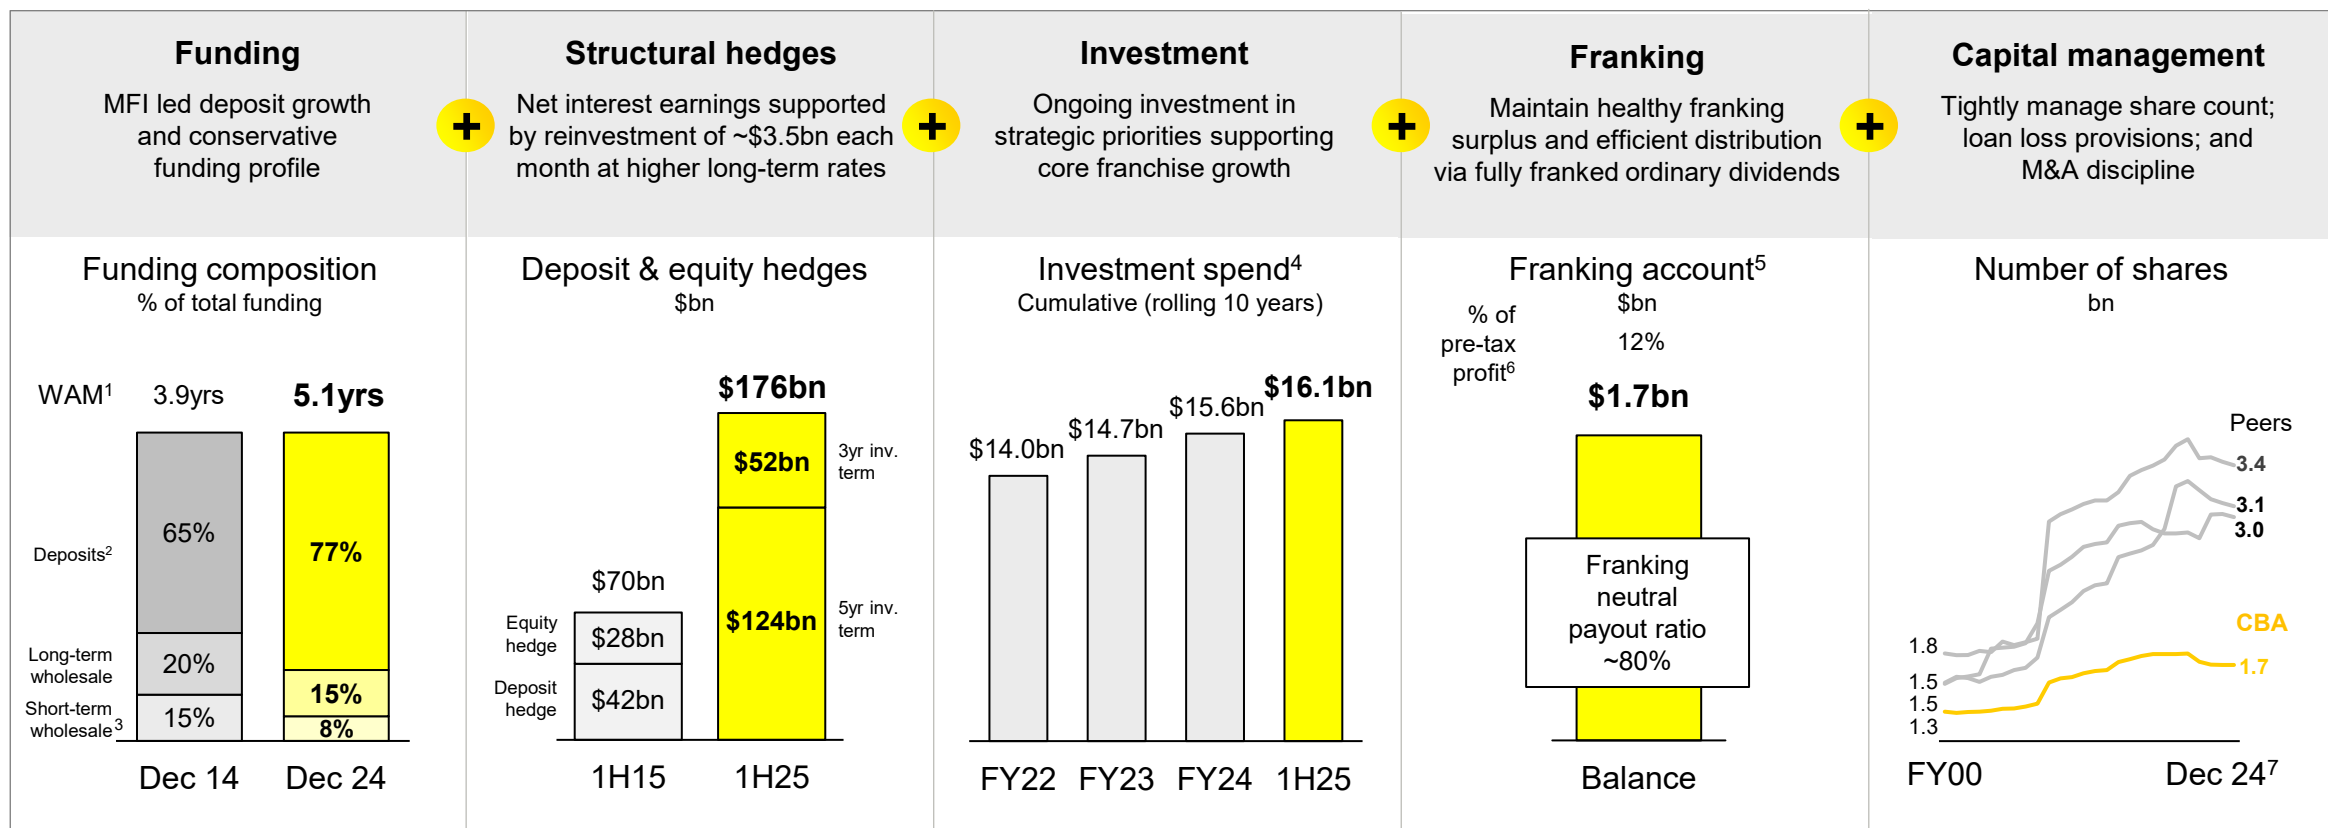 Funding
MFI led deposit growth
and conservative
funding profile
+
Structural hedges
Net interest earnings supported
by reinvestment of ~$3.5bn each
month at higher long-term rates
+
Investment
Ongoing investment in
strategic priorities supporting
core franchise growth
+
Franking
Maintain healthy franking
surplus and efficient distribution
via fully franked ordinary dividends
+
Capital management
Tightly manage share count;
loan loss provisions; and
M&A discipline
Funding composition
% of total funding
WAM1 3.9yrs 5.1yrs
Deposits2 65% 77%
Long-term
wholesale
20% 15%
Short-term
wholesale3
15% 8%
Dec 14 Dec 24
Deposit & equity hedges
$bn
$176bn
$52bn
3yr inv.
term
$124bn
5yr inv.
term
$70bn
Equity
hedge
$28bn
Deposit
hedge
$42bn
1H15 1H25
Investment spend4
Cumulative (rolling 10 years)
$14.0bn $14.7bn $15.6bn $16.1bn
FY22 FY23 FY24 1H25
Franking account5
$bn
% of
pre-tax
profit6
12%
$1.7bn
Franking
neutral
payout ratio
~80%
Balance
Number of shares
bn
Peers
3.4
3.1
3.0
CBA
1.7
1.8
1.5
1.5
1.3
FY00 Dec 247